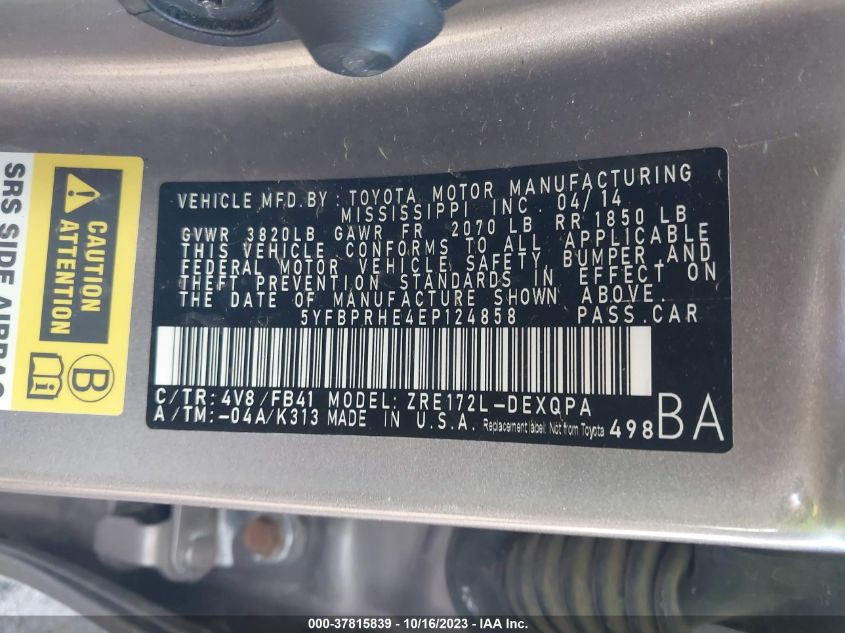 SRS SIDE AIRBAG
CAUTION
ATTENTION
B
VEHICLE MFD.BY: TOYOTA MOTOR MANUFACTURING
MISSISSIPPI INC 04/14
GVWR 3820LB GAWR FR 2070 LB RR 1850 LB
THIS VEHICLE CONFORMS TO ALL APPLICABLE
FEDERAL MOTOR VEHICLE SAFETY BUMPER AND
THEFT PREVENTION STANDARDS IN EFFECT ON
THE DATE OF MANUFACTURE SHOWN ABOVE.
5YFBPRHE4EP124858 PASS.CAR
C/TR: 4V8/FB41 MODEL: ZRE172L-DEXQPA
A/TM:-04A/K313 MADE IN U.S.A. Replacement label: Not from Toyota 498BA
000-37815839 - 10/16/2023 - IAA Inc.